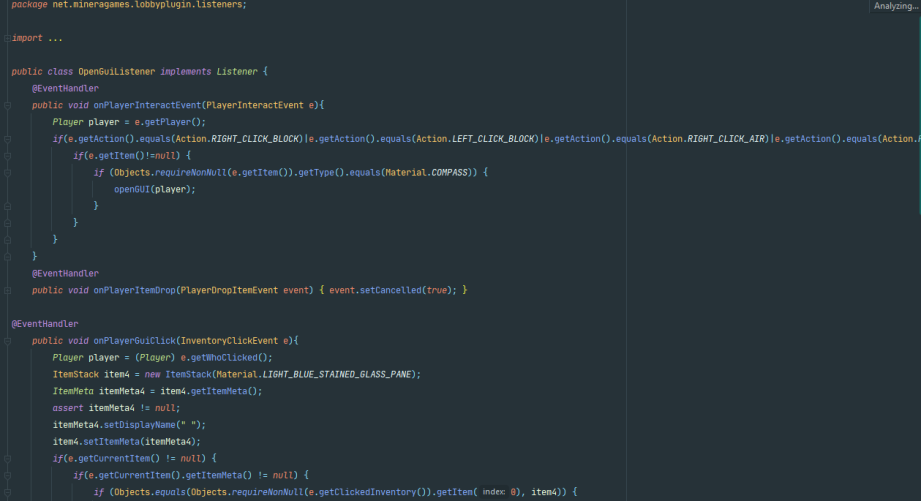 package net.mineragames.lobbyplugin.listeners;
Analyzing...
import ...
public class OpenGuiListener implements Listener {
@EventHandler
public void onPlayerInteractEvent(PlayerInteractEvent e){
Player player = e.getPlayer();
if(e.getAction().equals(Action.RIGHT_CLICK_BLOCK)|e.getAction().equals(Action.LEFT_CLICK_BLOCK)|e.getAction().equals(Action.RIGHT_CLICK_AIR)|e.getAction().equals(Action.
if(e.getItem()!=null) {
if (Objects.requireNonNull(e.getItem()).getType().equals(Material.COMPASS)) {
openGUI(player);
}
}
}
}
@EventHandler
public void onPlayerItemDrop(PlayerDropItemEvent event) { event.setCancelled(true); }
@EventHandler
public void onPlayerGuiClick(InventoryClickEvent e){
Player player = (Player) e.getWhoClicked();
ItemStack item4 = new ItemStack(Material.LIGHT_BLUE_STAINED_GLASS_PANE);
ItemMeta itemMeta4 = item4.getItemMeta();
assert itemMeta4 != null;
itemMeta4.setDisplayName(" ");
item4.setItemMeta(itemMeta4);
if(e.getCurrentItem() != null) {
if(e.getCurrentItem().getItemMeta() != null) {
if (Objects.equals(Objects.requireNonNull(e.getClickedInventory()).getItem( index: 0), item4)) {